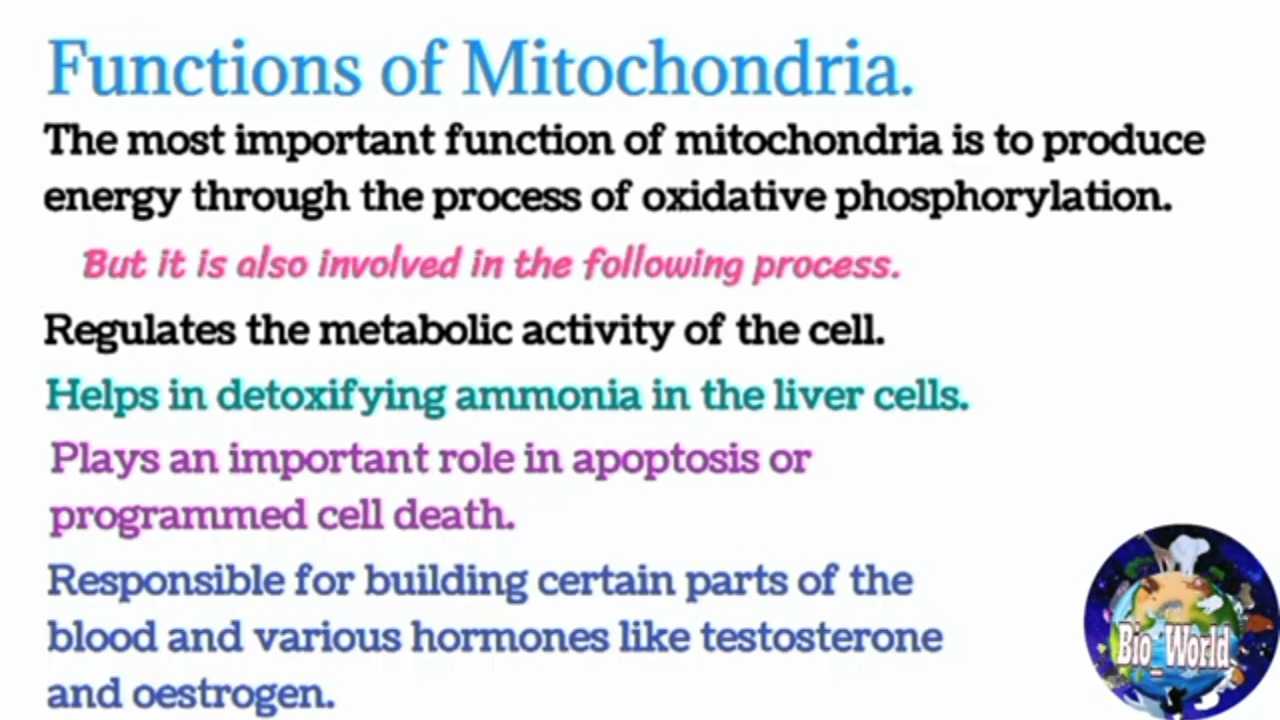 Functions of Mitochondria.
The most important function of mitochondria is to produce
energy through the process of oxidative phosphorylation.
But it is also involved in the following process.
Regulates the metabolic activity of the cell.
Helps in detoxifying ammonia in the liver cells.
Plays an important role in apoptosis or
programmed cell death.
Responsible for building certain parts of the
blood and various hormones like testosterone
and oestrogen.
Bio_World